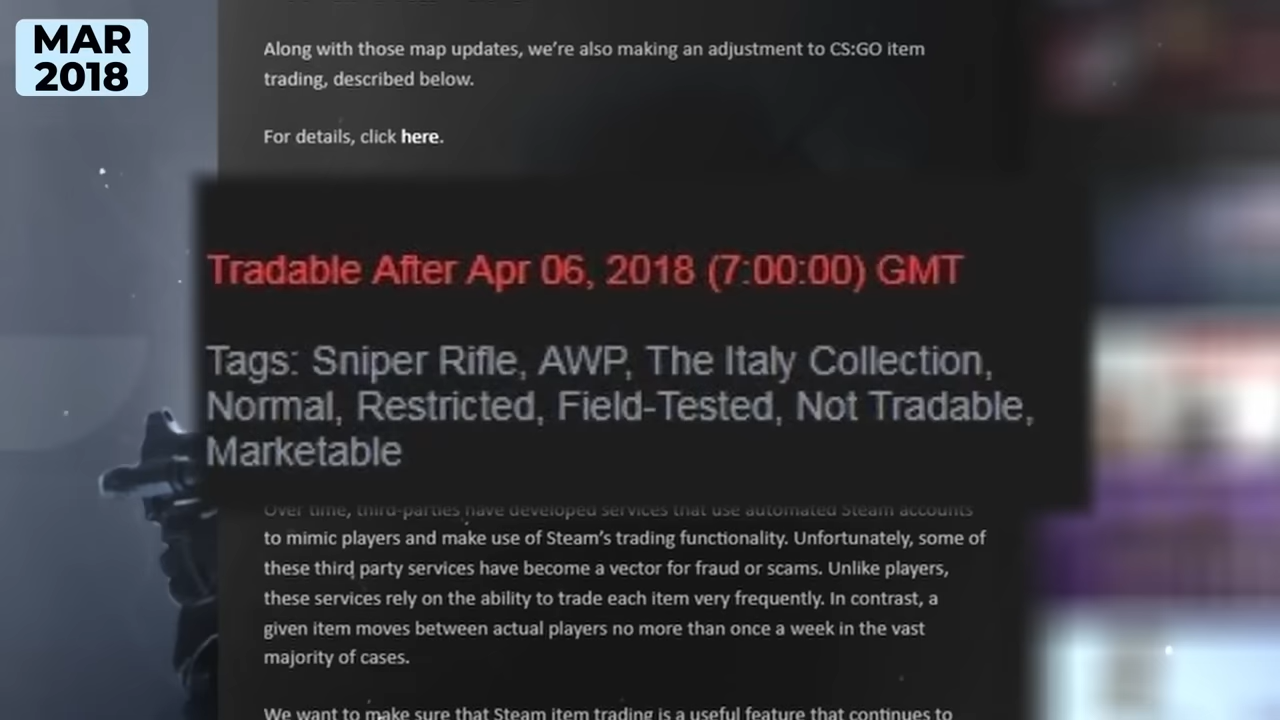 MAR
2018
Along with those map updates, we're also making an adjustment to CS:GO item
trading, described below.
For details, click here.
Tradable After Apr 06, 2018 (7:00:00) GMT
Tags: Sniper Rifle, AWP, The Italy Collection,
Normal, Restricted, Field-Tested, Not Tradable,
Marketable
Over time, third-parties have developed services that use automated Steam accounts
to mimic players and make use of Steam's trading functionality. Unfortunately, some of
these third party services have become a vector for fraud or scams. Unlike players,
these services rely on the ability to trade each item very frequently. In contrast, a
given item moves between actual players no more than once a week in the vast
majority of cases.
We want to make sure that Steam item trading is a useful feature that continues to